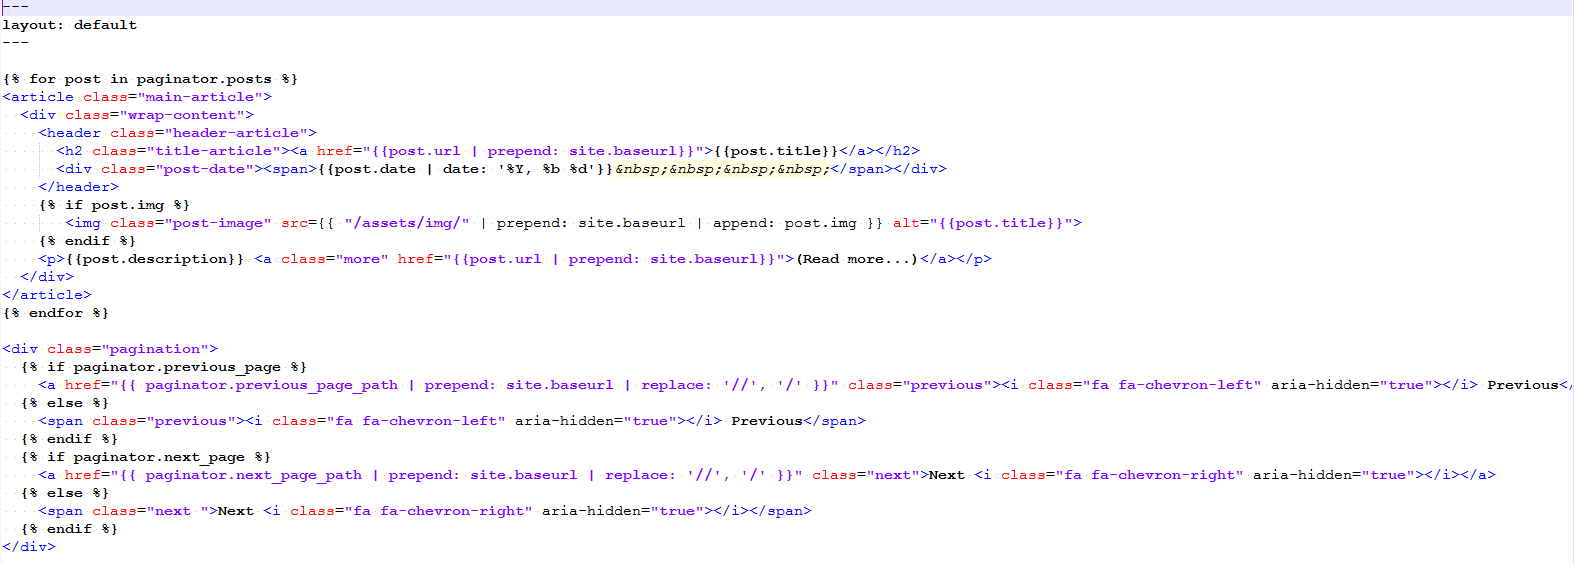 ---
layout: default
---
{% for post in paginator.posts %}
<article class="main-article">
<div class="wrap-content">
<header class="header-article">
<h2 class="title-article"><a href="{{post.url | prepend: site.baseurl}}">{{post.title}}</a></h2>
<div class="post-date"><span>{{post.date | date: '%Y, %b %d'}}&nbsp;&nbsp;&nbsp;&nbsp;</span></div>
</header>
{% if post.img %}
<img class="post-image" src={{ "/assets/img/" | prepend: site.baseurl | append: post.img }} alt="{{post.title}}">
{% endif %}
<p>{{post.description}} <a class="more" href="{{post.url | prepend: site.baseurl}}">(Read more...)</a></p>
</div>
</article>
{% endfor %}
<div class="pagination">
{% if paginator.previous_page %}
<a href="{{ paginator.previous_page_path | prepend: site.baseurl | replace: '//', '/' }}" class="previous"><i class="fa fa-chevron-left" aria-hidden="true"></i> Previous</
{% else %}
<span class="previous"><i class="fa fa-chevron-left" aria-hidden="true"></i> Previous</span>
{% endif %}
{% if paginator.next_page %}
<a href="{{ paginator.next_page_path | prepend: site.baseurl | replace: '//', '/' }}" class="next">Next <i class="fa fa-chevron-right" aria-hidden="true"></i></a>
{% else %}
<span class="next ">Next <i class="fa fa-chevron-right" aria-hidden="true"></i></span>
{% endif %}
</div>